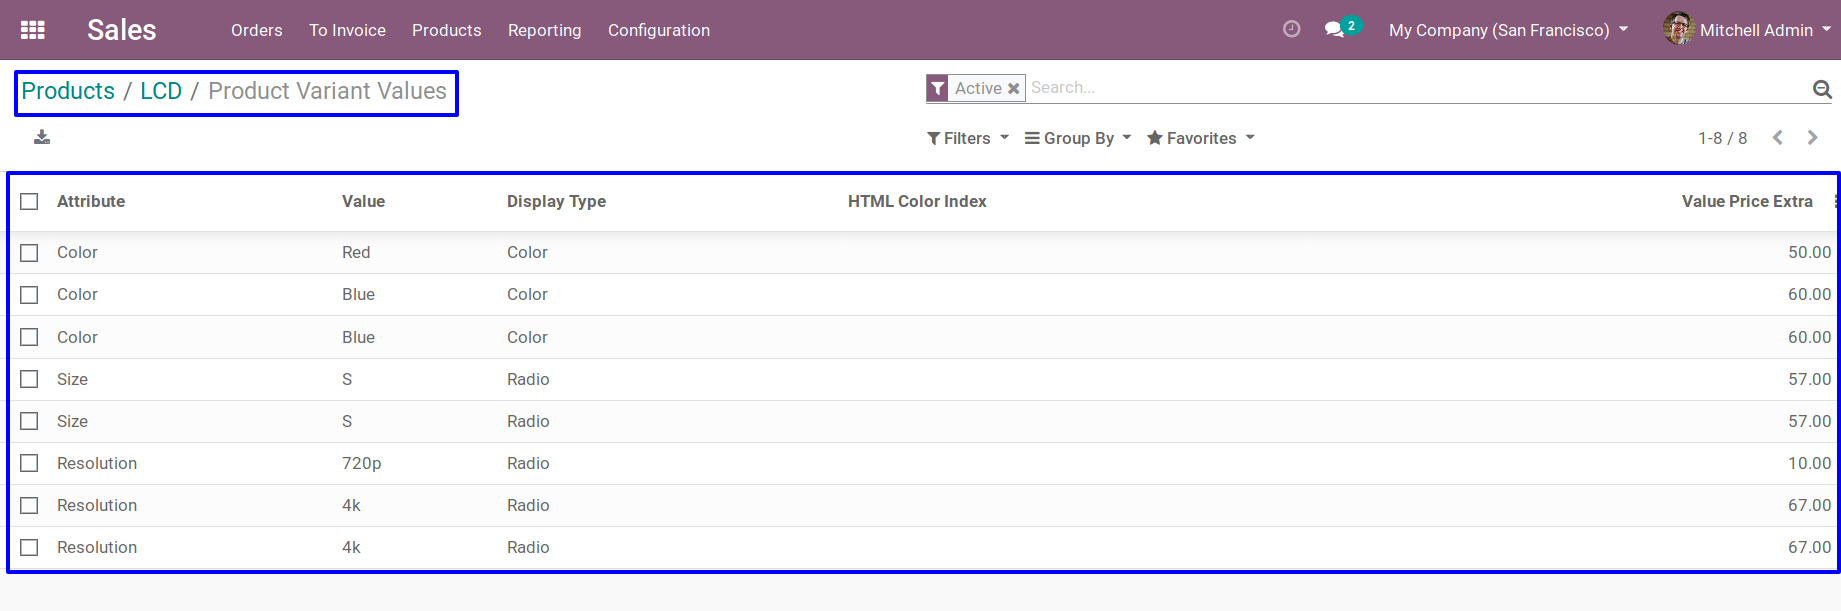 Sales Orders To Invoice Products Reporting Configuration 2 My Company (San Francisco) Mitchell Admin
Products / LCD / Product Variant Values Active Search...
Filters Group By Favorites 1-8 / 8
Attribute Value Display Type HTML Color Index Value Price Extra
Color Red Color 50.00
Color Blue Color 60.00
Color Blue Color 60.00
Size S Radio 57.00
Size S Radio 57.00
Resolution 720p Radio 10.00
Resolution 4k Radio 67.00
Resolution 4k Radio 67.00